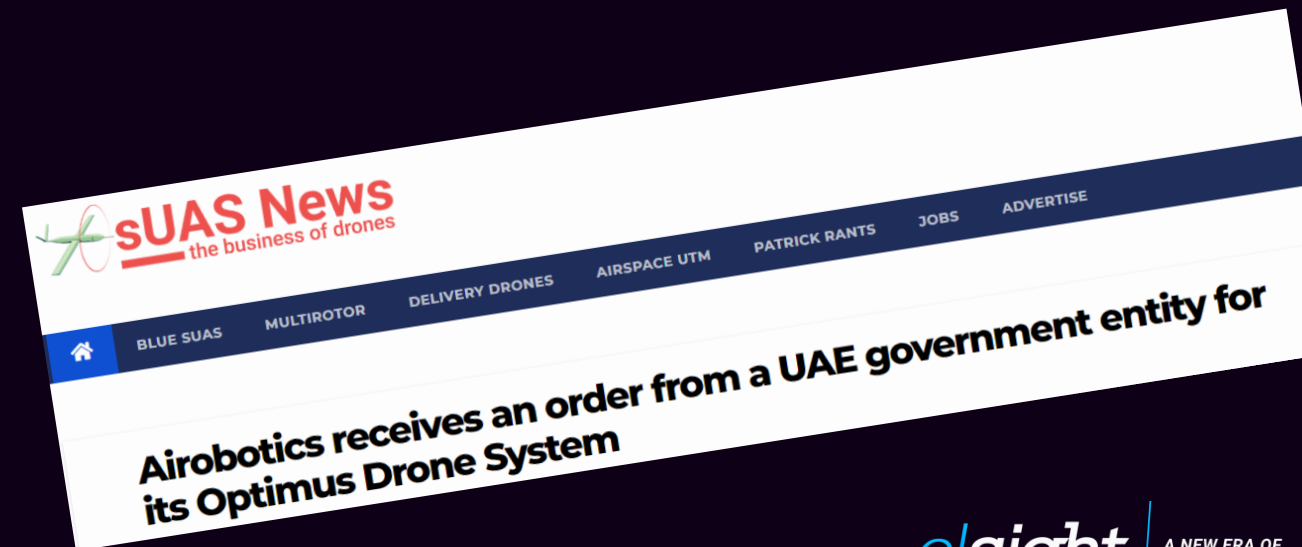 sUAS News
the business of drones
BLUE SUAS MULTIROTOR DELIVERY DRONES AIRSPACE UTM PATRICK RANTS JOBS ADVERTISE
Airobotics receives an order from a UAE government entity for
its Optimus Drone System
elsight A NEW ERA OF